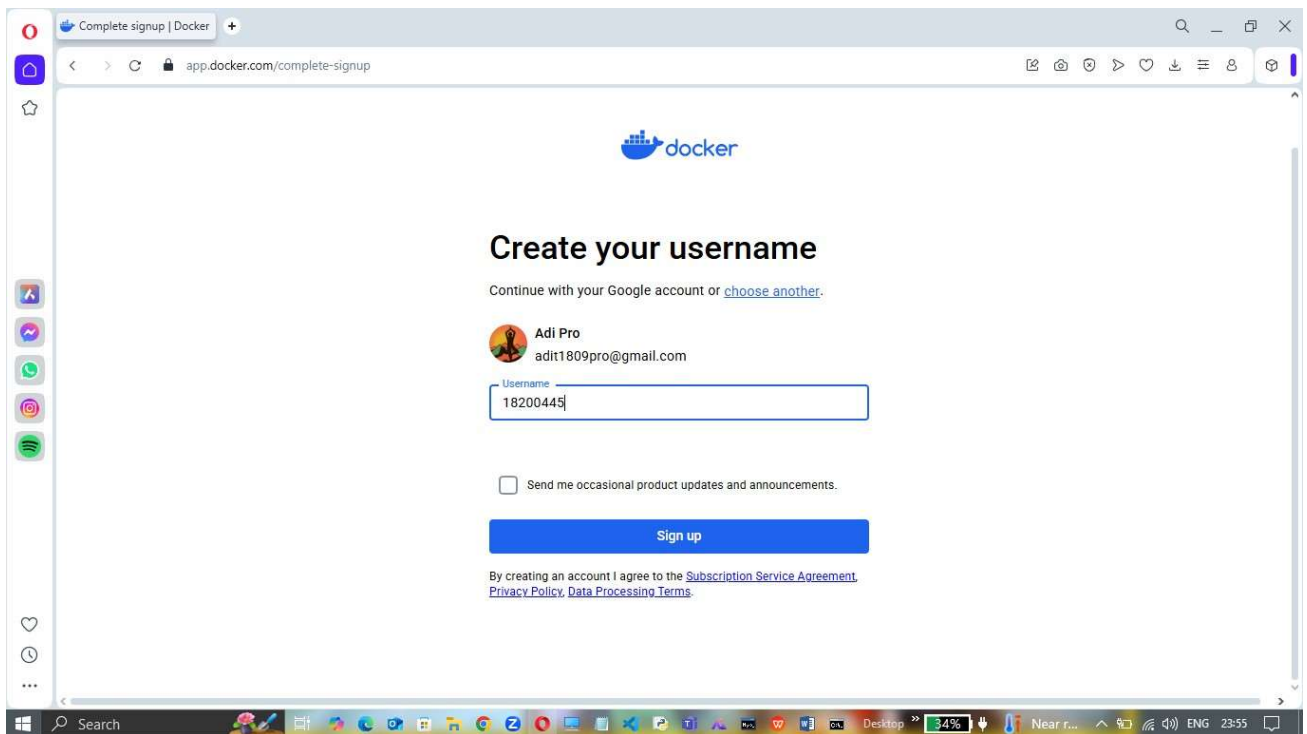 Complete signup | Docker
app.docker.com/complete-signup
docker
Create your username
Continue with your Google account or choose another.
Adi Pro
adit1809pro@gmail.com
Username
18200445
Send me occasional product updates and announcements.
Sign up
By creating an account I agree to the Subscription Service Agreement,
Privacy Policy, Data Processing Terms.
Search Desktop 34% Near r... ENG 23:55